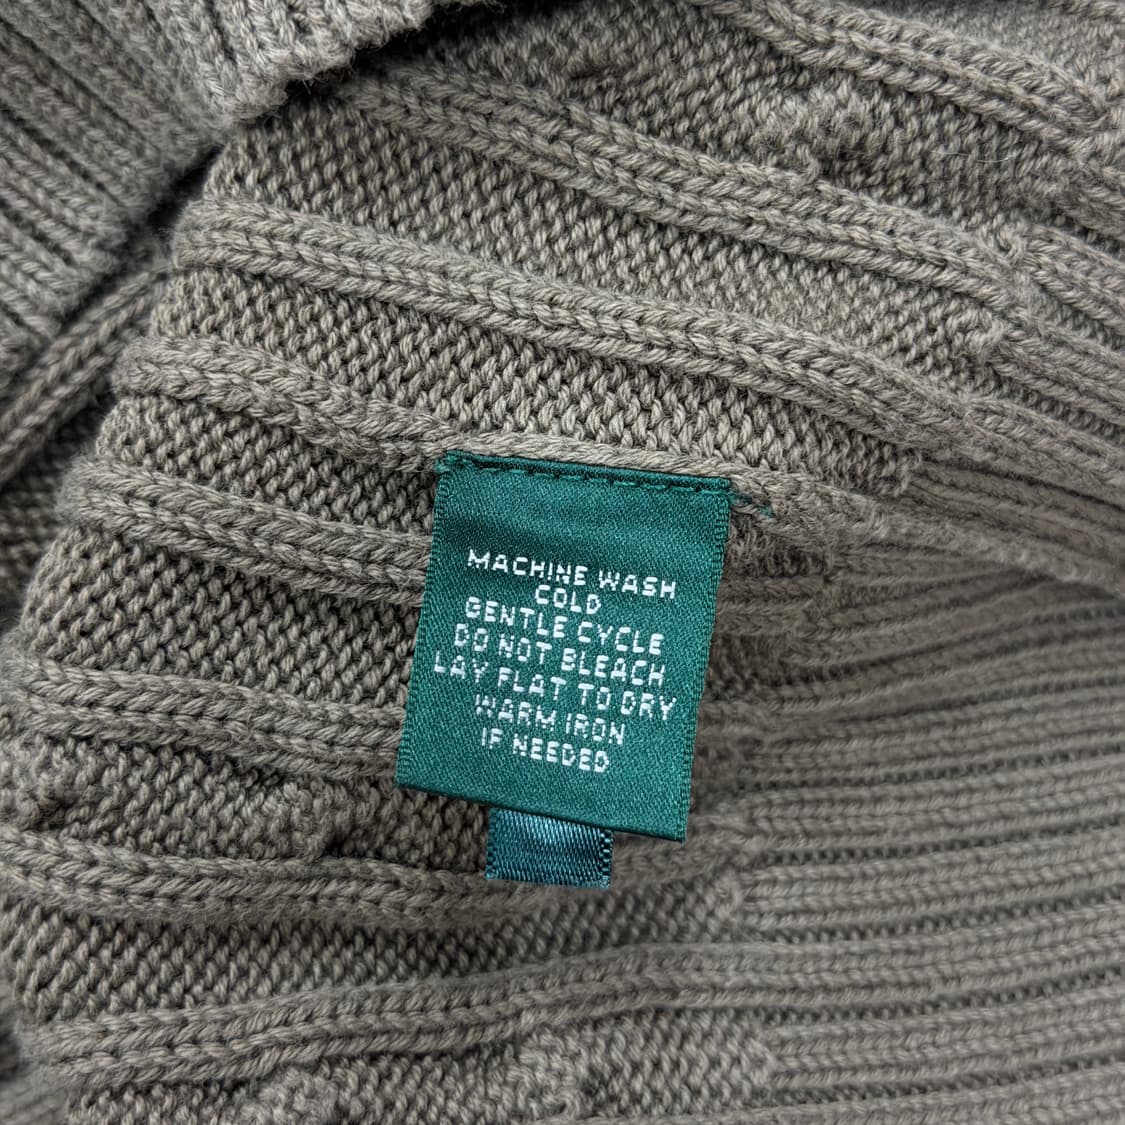 MACHINE WASH
COLD
GENTLE CYCLE
DO NOT BLEACH
LAY FLAT TO DRY
WARM IRON
IF NEEDED